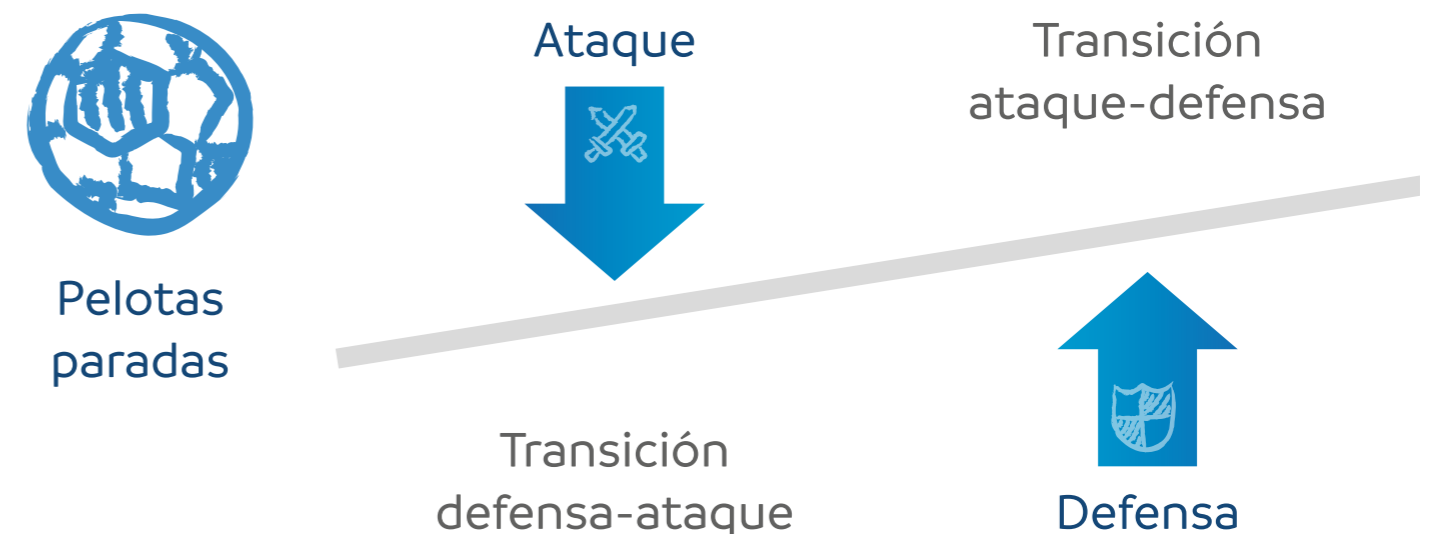 Pelotas
paradas
Ataque
Transición
ataque-defensa
Transición
defensa-ataque
Defensa